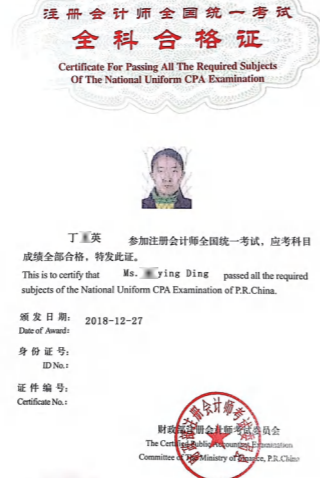 注册会计师全国统一考试
全科合格证
Certificate For Passing All The Required Subjects
Of The National Uniform CPA Examination
丁 英 参加注册会计师全国统一考试，应考科目
成绩全部合格，特发此证。
This is to certify that Ms. ying Ding passed all the required
subjects of the National Uniform CPA Examination of P.R.China.
颁 发 日 期： 2018-12-27
Date of Award:
身 份 证 号：
ID No.:
证 件 编 号：
Certificate No.:
财政部注册会计师考试委员会
The Certified Public Accountant Examination
Committee of The Ministry of Finance, P.R.China